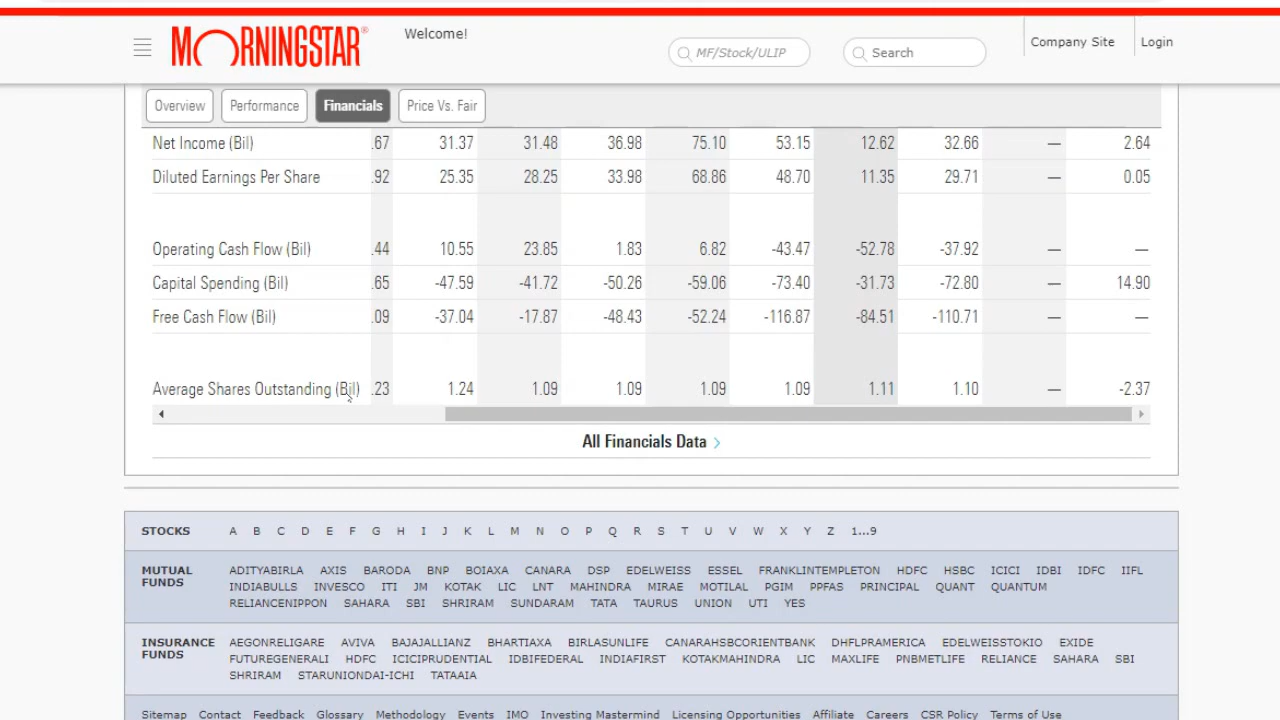 MORNINGSTAR®
Welcome!
MF/Stock/ULIP
Search
Company Site
Login
Overview Performance Financials Price Vs. Fair
Net Income (Bil) .67 31.37 31.48 36.98 75.10 53.15 12.62 32.66 — 2.64
Diluted Earnings Per Share .92 25.35 28.25 33.98 68.86 48.70 11.35 29.71 — 0.05
Operating Cash Flow (Bil) .44 10.55 23.85 1.83 6.82 -43.47 -52.78 -37.92 — —
Capital Spending (Bil) .65 -47.59 -41.72 -50.26 -59.06 -73.40 -31.73 -72.80 — 14.90
Free Cash Flow (Bil) .09 -37.04 -17.87 -48.43 -52.24 -116.87 -84.51 -110.71 — —
Average Shares Outstanding (Bil) .23 1.24 1.09 1.09 1.09 1.09 1.11 1.10 — -2.37
All Financials Data
STOCKS A B C D E F G H I J K L M N O P Q R S T U V W X Y Z 1...9
MUTUAL FUNDS
ADITYABIRLA AXIS BARODA BNP BOIAXA CANARA DSP EDELWEISS ESSEL FRANKLINTEMPLETON HDFC HSBC ICICI IDBI IDFC IIFL
INDIABULLS INVESCO ITI JM KOTAK LIC LNT MAHINDRA MIRAE MOTILAL PGIM PPFAS PRINCIPAL QUANT QUANTUM
RELIANCENIPPON SAHARA SBI SHRIRAM SUNDARAM TATA TAURUS UNION UTI YES
INSURANCE FUNDS
AEGONRELIGARE AVIVA BAJAJALLIANZ BHARTIAXA BIRLASUNLIFE CANARAHSBCORIENTBANK DHFLPRAMERICA EDELWEISSTOKIO EXIDE
FUTUREGENERALI HDFC ICICIPRUDENTIAL IDBIFEDERAL INDIAFIRST KOTAKMAHINDRA LIC MAXLIFE PNBMETLIFE RELIANCE SAHARA SBI
SHRIRAM STARUNIONDAI-ICHI TATAAIA
Sitemap Contact Feedback Glossary Methodology Events IMO Investing Mastermind Licensing Opportunities Affiliate Careers CSR Policy Terms of Use